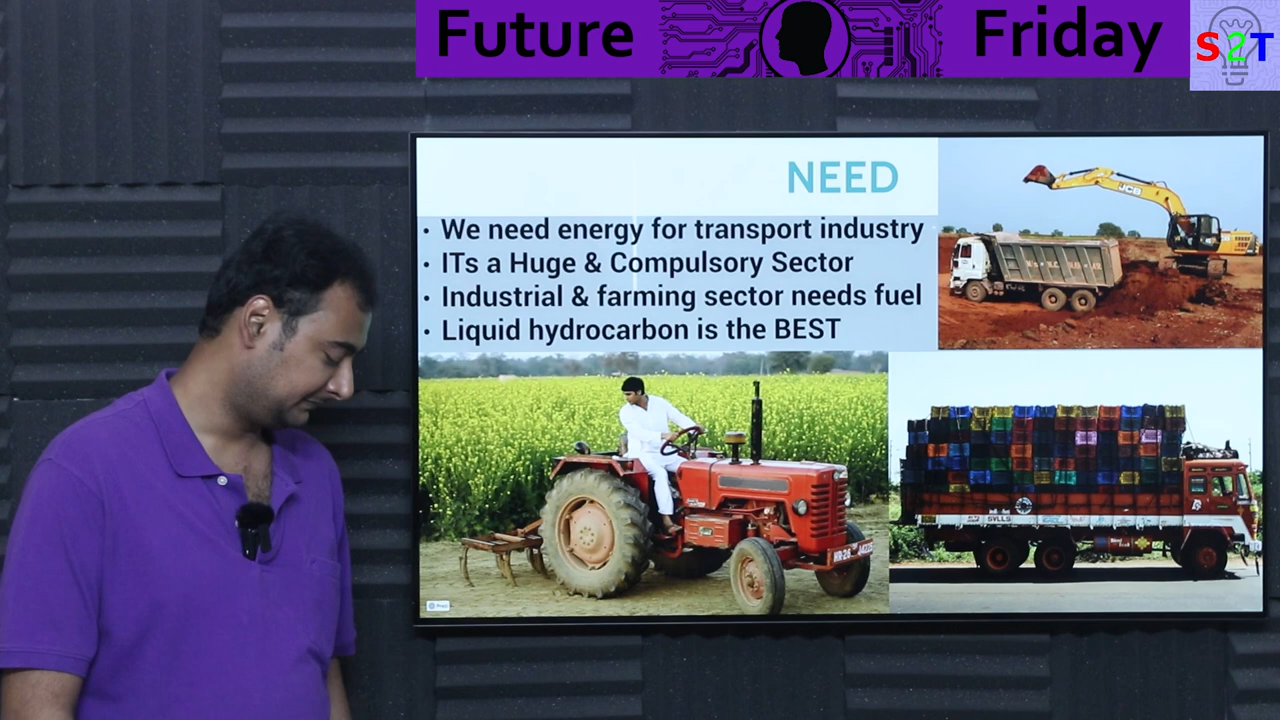 Future Friday
S2T
NEED
• We need energy for transport industry
• ITs a Huge & Compulsory Sector
• Industrial & farming sector needs fuel
• Liquid hydrocarbon is the BEST
JCB